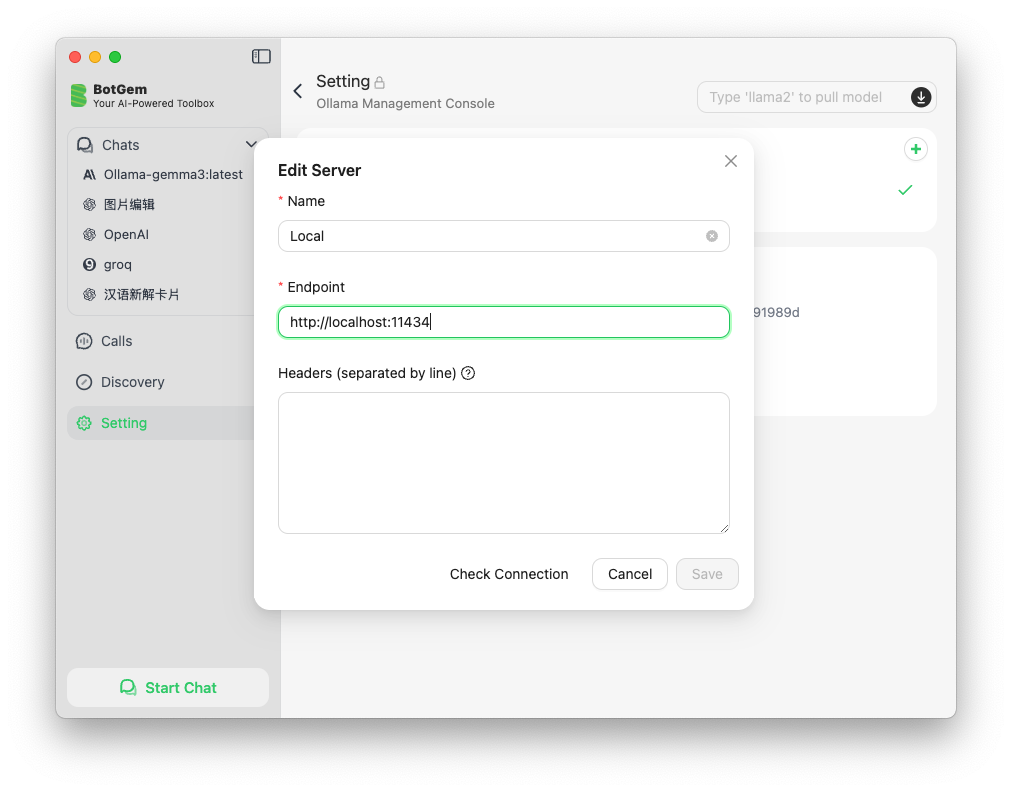 BotGem
Your AI-Powered Toolbox
Chats
Ollama-gemma3:latest
图片编辑
OpenAI
groq
汉语新解卡片
Calls
Discovery
Setting
Start Chat
Setting
Ollama Management Console
Type 'llama2' to pull model
91989d
Edit Server
* Name
Local
* Endpoint
http://localhost:11434
Headers (separated by line)
Check Connection
Cancel
Save